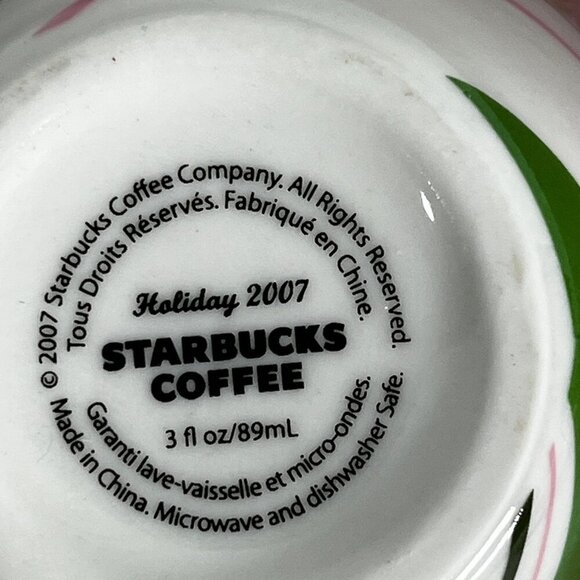 © 2007 Starbucks Coffee Company. All Rights Reserved.
Tous Droits Réservés. Fabriqué en Chine.
Holiday 2007
STARBUCKS
COFFEE
3 fl oz/89mL
Garanti lave-vaisselle et micro-ondes.
Made in China. Microwave and dishwasher Safe.